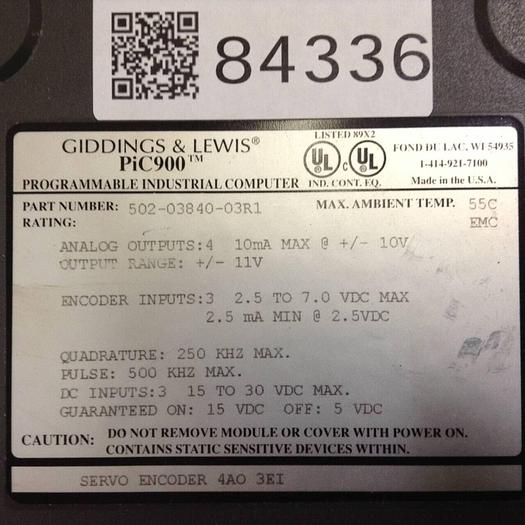 84336
GIDDINGS & LEWIS®
PiC900™
PROGRAMMABLE INDUSTRIAL COMPUTER
LISTED 89X2
UL C UL
IND. CONT. EQ.
FOND DU LAC, WI 54935
1-414-921-7100
Made in the U.S.A.
PART NUMBER: 502-03840-03R1 MAX. AMBIENT TEMP. 55C
RATING: EMC
ANALOG OUTPUTS:4 10mA MAX @ +/- 10V
OUTPUT RANGE: +/- 11V
ENCODER INPUTS:3 2.5 TO 7.0 VDC MAX
2.5 mA MIN @ 2.5VDC
QUADRATURE: 250 KHZ MAX.
PULSE: 500 KHZ MAX.
DC INPUTS:3 15 TO 30 VDC MAX.
GUARANTEED ON: 15 VDC OFF: 5 VDC
CAUTION: DO NOT REMOVE MODULE OR COVER WITH POWER ON.
CONTAINS STATIC SENSITIVE DEVICES WITHIN.
SERVO ENCODER 4AO 3EI